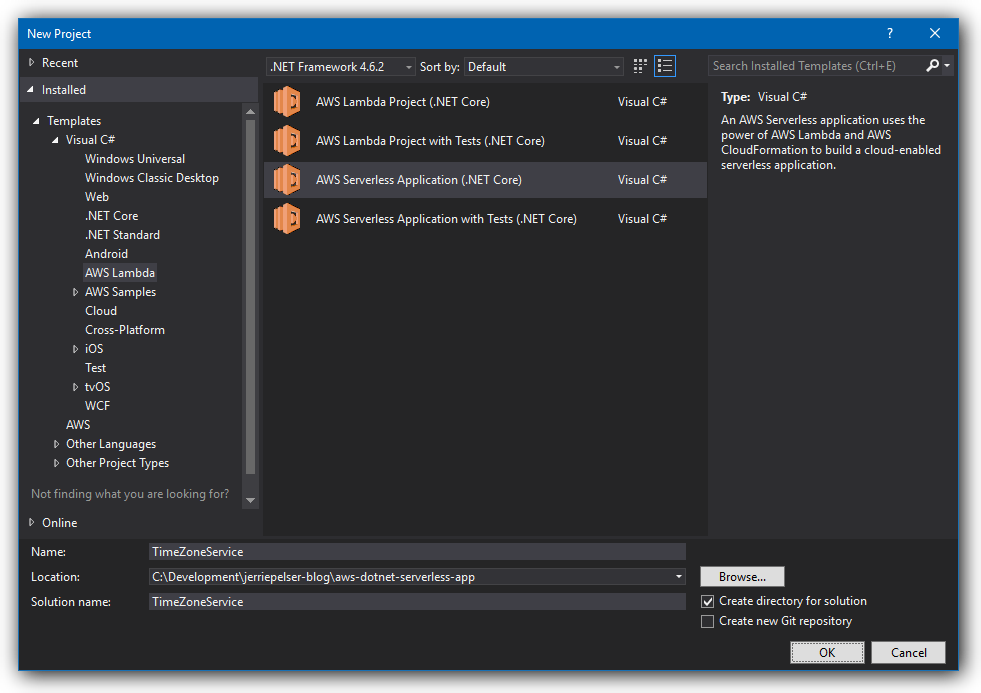 New Project
?
Recent
Installed
Templates
Visual C#
Windows Universal
Windows Classic Desktop
Web
.NET Core
.NET Standard
Android
AWS Lambda
AWS Samples
Cloud
Cross-Platform
iOS
Test
tvOS
WCF
AWS
Other Languages
Other Project Types
Not finding what you are looking for?
Online
.NET Framework 4.6.2 Sort by: Default
AWS Lambda Project (.NET Core) Visual C#
AWS Lambda Project with Tests (.NET Core) Visual C#
AWS Serverless Application (.NET Core) Visual C#
AWS Serverless Application with Tests (.NET Core) Visual C#
Search Installed Templates (Ctrl+E)
Type: Visual C#
An AWS Serverless application uses the
power of AWS Lambda and AWS
CloudFormation to build a cloud-enabled
serverless application.
Name: TimeZoneService
Location: C:\Development\jerriepelser-blog\aws-dotnet-serverless-app Browse...
Solution name: TimeZoneService
Create directory for solution
Create new Git repository
OK Cancel